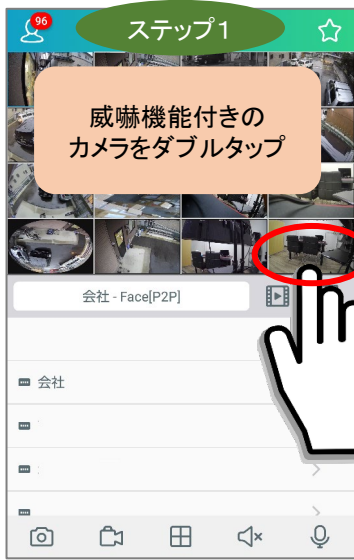 96
ステップ1
威嚇機能付きの
カメラをダブルタップ
会社 - Face[P2P]
会社